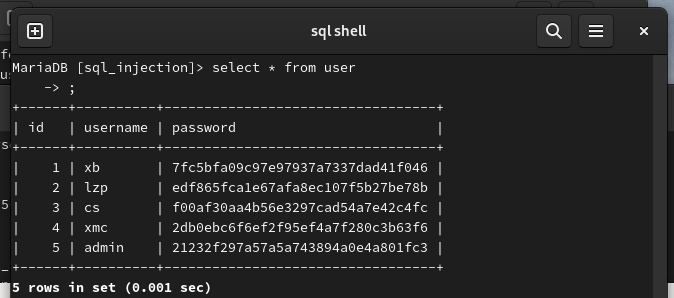 sql shell
MariaDB [sql_injection]> select * from user
    -> ;
+------+----------+----------------------------------+
| id   | username | password                         |
+------+----------+----------------------------------+
|    1 | xb       | 7fc5bfa09c97e97937a7337dad41f046 |
|    2 | lzp      | edf865fca1e67afa8ec107f5b27be78b |
|    3 | cs       | f00af30aa4b56e3297cad54a7e42c4fc |
|    4 | xmc      | 2db0ebc6f6ef2f95ef4a7f280c3b63f6 |
|    5 | admin    | 21232f297a57a5a743894a0e4a801fc3 |
+------+----------+----------------------------------+
5 rows in set (0.001 sec)